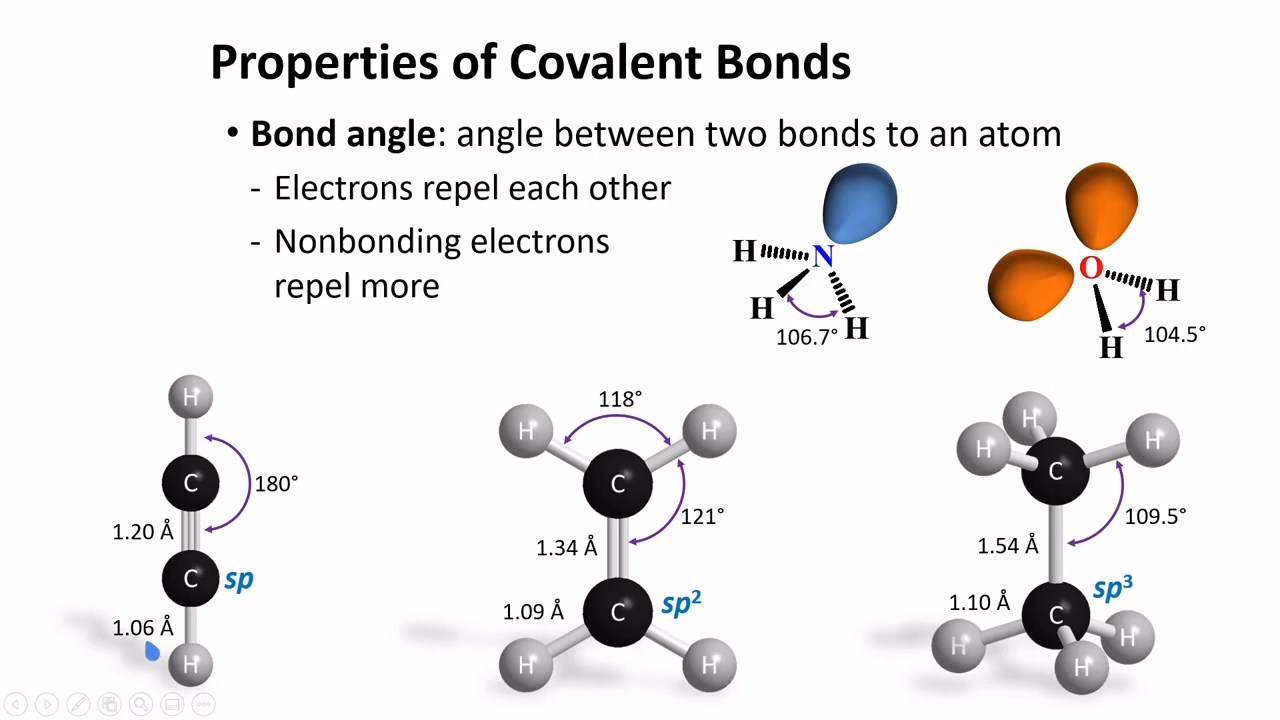 Properties of Covalent Bonds
• Bond angle: angle between two bonds to an atom
- Electrons repel each other
- Nonbonding electrons
repel more
H N
H
H
106.7°
O
H
H
104.5°
H
C
180°
1.20 Å
C sp
1.06 Å
H
118°
H H
C
121°
1.34 Å
1.09 Å C sp²
H H
H
H H
C
109.5°
1.54 Å
sp³
1.10 Å C
H H
H